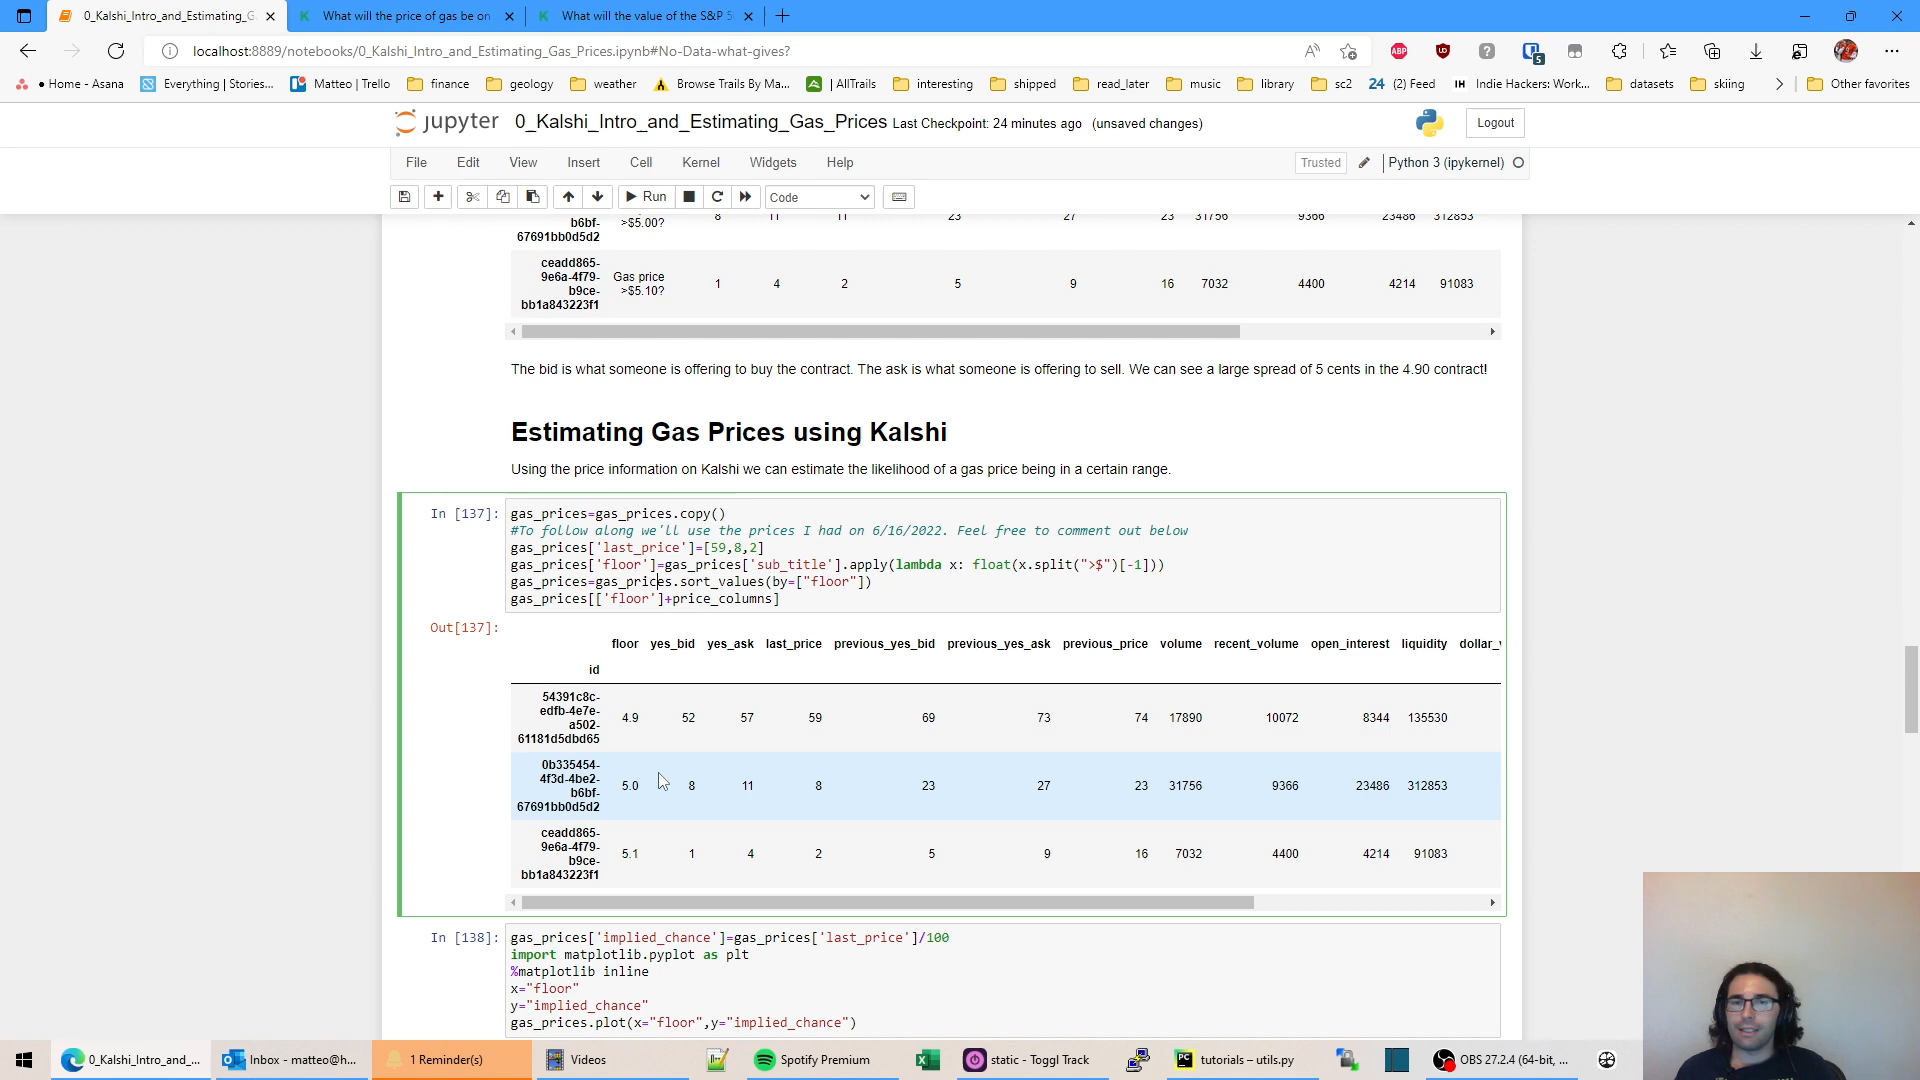 0_Kalshi_Intro_and_Estimating_G
What will the price of gas be on
What will the value of the S&P 5
localhost:8889/notebooks/0_Kalshi_Intro_and_Estimating_Gas_Prices.ipynb#No-Data-what-gives?
ABP
5
• Home - Asana
Everything | Stories...
Matteo | Trello
finance
geology
weather
Browse Trails By Ma...
| AllTrails
interesting
shipped
read_later
music
library
sc2
24 (2) Feed
IH Indie Hackers: Work...
datasets
skiing
Other favorites
jupyter 0_Kalshi_Intro_and_Estimating_Gas_Prices Last Checkpoint: 24 minutes ago (unsaved changes)
Logout
File Edit View Insert Cell Kernel Widgets Help
Trusted
Python 3 (ipykernel)
Run
Code
b6bf- >$5.00? 8 11 11 23 27 23 31756 9366 23486 312853
67691bb0d5d2
ceadd865-
9e6a-4f79- Gas price
b9ce- >$5.10? 1 4 2 5 9 16 7032 4400 4214 91083
bb1a843223f1
The bid is what someone is offering to buy the contract. The ask is what someone is offering to sell. We can see a large spread of 5 cents in the 4.90 contract!
Estimating Gas Prices using Kalshi
Using the price information on Kalshi we can estimate the likelihood of a gas price being in a certain range.
In [137]: gas_prices=gas_prices.copy()
#To follow along we'll use the prices I had on 6/16/2022. Feel free to comment out below
gas_prices['last_price']=[59,8,2]
gas_prices['floor']=gas_prices['sub_title'].apply(lambda x: float(x.split(">$")[-1]))
gas_prices=gas_prices.sort_values(by=["floor"])
gas_prices[['floor']+price_columns]
Out[137]:
floor yes_bid yes_ask last_price previous_yes_bid previous_yes_ask previous_price volume recent_volume open_interest liquidity dollar_
id
54391c8c-
edfb-4e7e-
a502- 4.9 52 57 59 69 73 74 17890 10072 8344 135530
61181d5dbd65
0b335454-
4f3d-4be2-
b6bf- 5.0 8 11 8 23 27 23 31756 9366 23486 312853
67691bb0d5d2
ceadd865-
9e6a-4f79-
b9ce- 5.1 1 4 2 5 9 16 7032 4400 4214 91083
bb1a843223f1
In [138]: gas_prices['implied_chance']=gas_prices['last_price']/100
import matplotlib.pyplot as plt
%matplotlib inline
x="floor"
y="implied_chance"
gas_prices.plot(x="floor",y="implied_chance")
0_Kalshi_Intro_and_...
Inbox - matteo@h...
1 Reminder(s)
Videos
Spotify Premium
static - Toggl Track
PC
tutorials – utils.py
OBS 27.2.4 (64-bit, ...